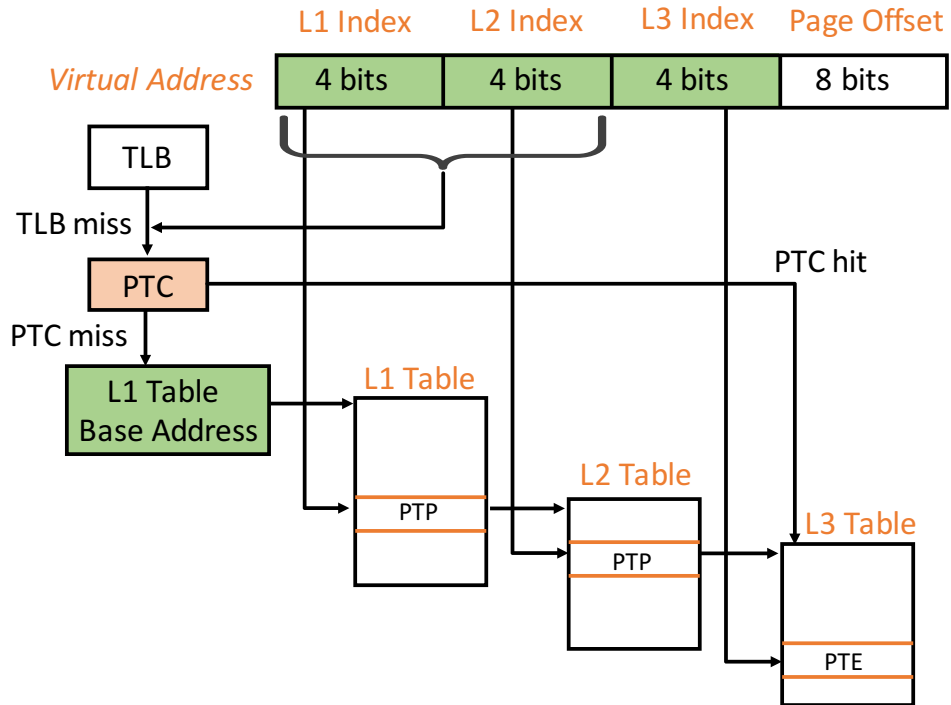 L1 Index L2 Index L3 Index Page Offset
Virtual Address 4 bits 4 bits 4 bits 8 bits
TLB
TLB miss
PTC hit
PTC
PTC miss
L1 Table
Base Address
L1 Table
L2 Table
PTP
L3 Table
PTP
PTE